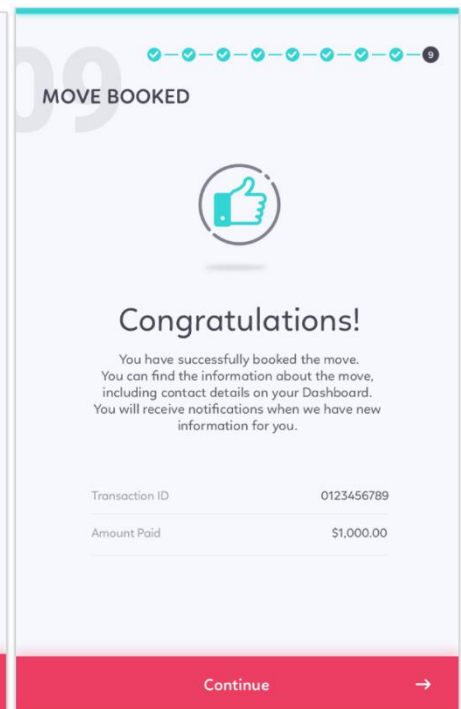 09
9
MOVE BOOKED
Congratulations!
You have successfully booked the move.
You can find the information about the move,
including contact details on your Dashboard.
You will receive notifications when we have new
information for you.
Transaction ID 0123456789
Amount Paid $1,000.00
Continue →